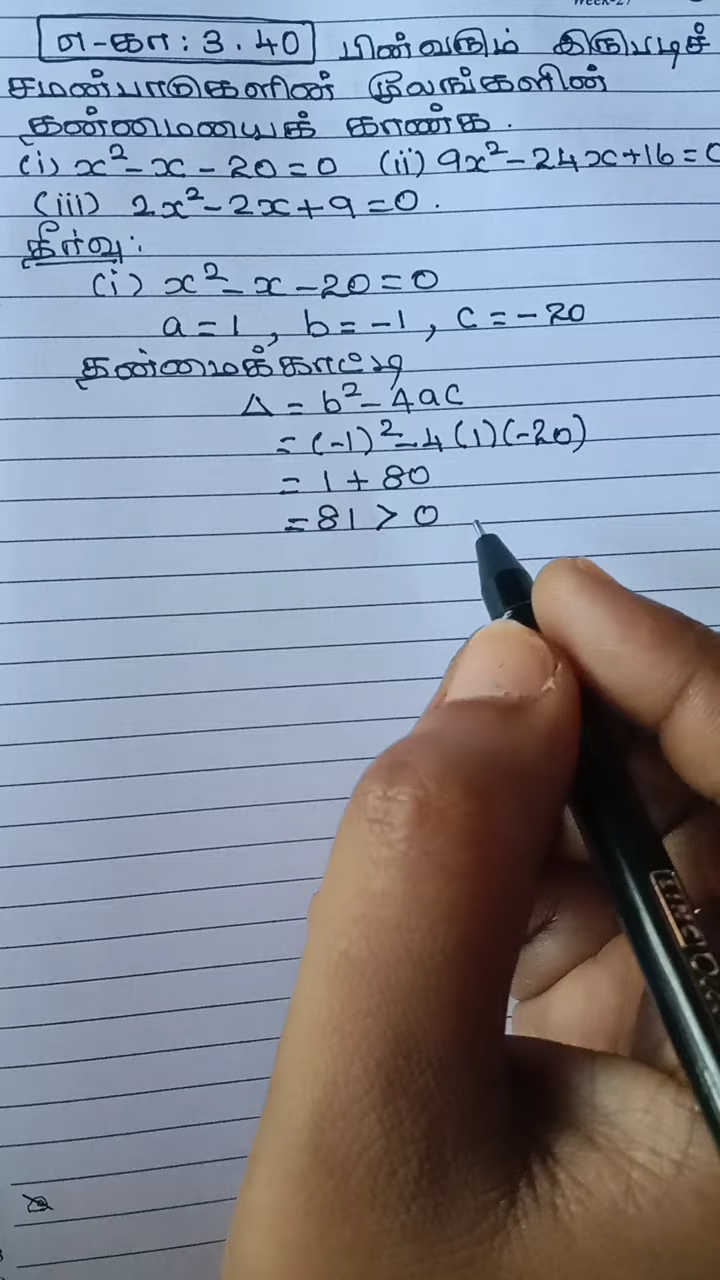 எ-கா : 3.40 பின்வரும் இருபடிச்
சமன்பாடுகளின் மூலங்களின்
தன்மையைக் காண்க.
(i) x² - x - 20 = 0 (ii) 9x² - 24x + 16 = 0
(iii) 2x² - 2x + 9 = 0.
தீர்வு:
(i) x² - x - 20 = 0
a = 1, b = -1, c = -20
தன்மைக்காட்டி
Δ = b² - 4ac
= (-1)² - 4(1)(-20)
= 1 + 80
= 81 > 0